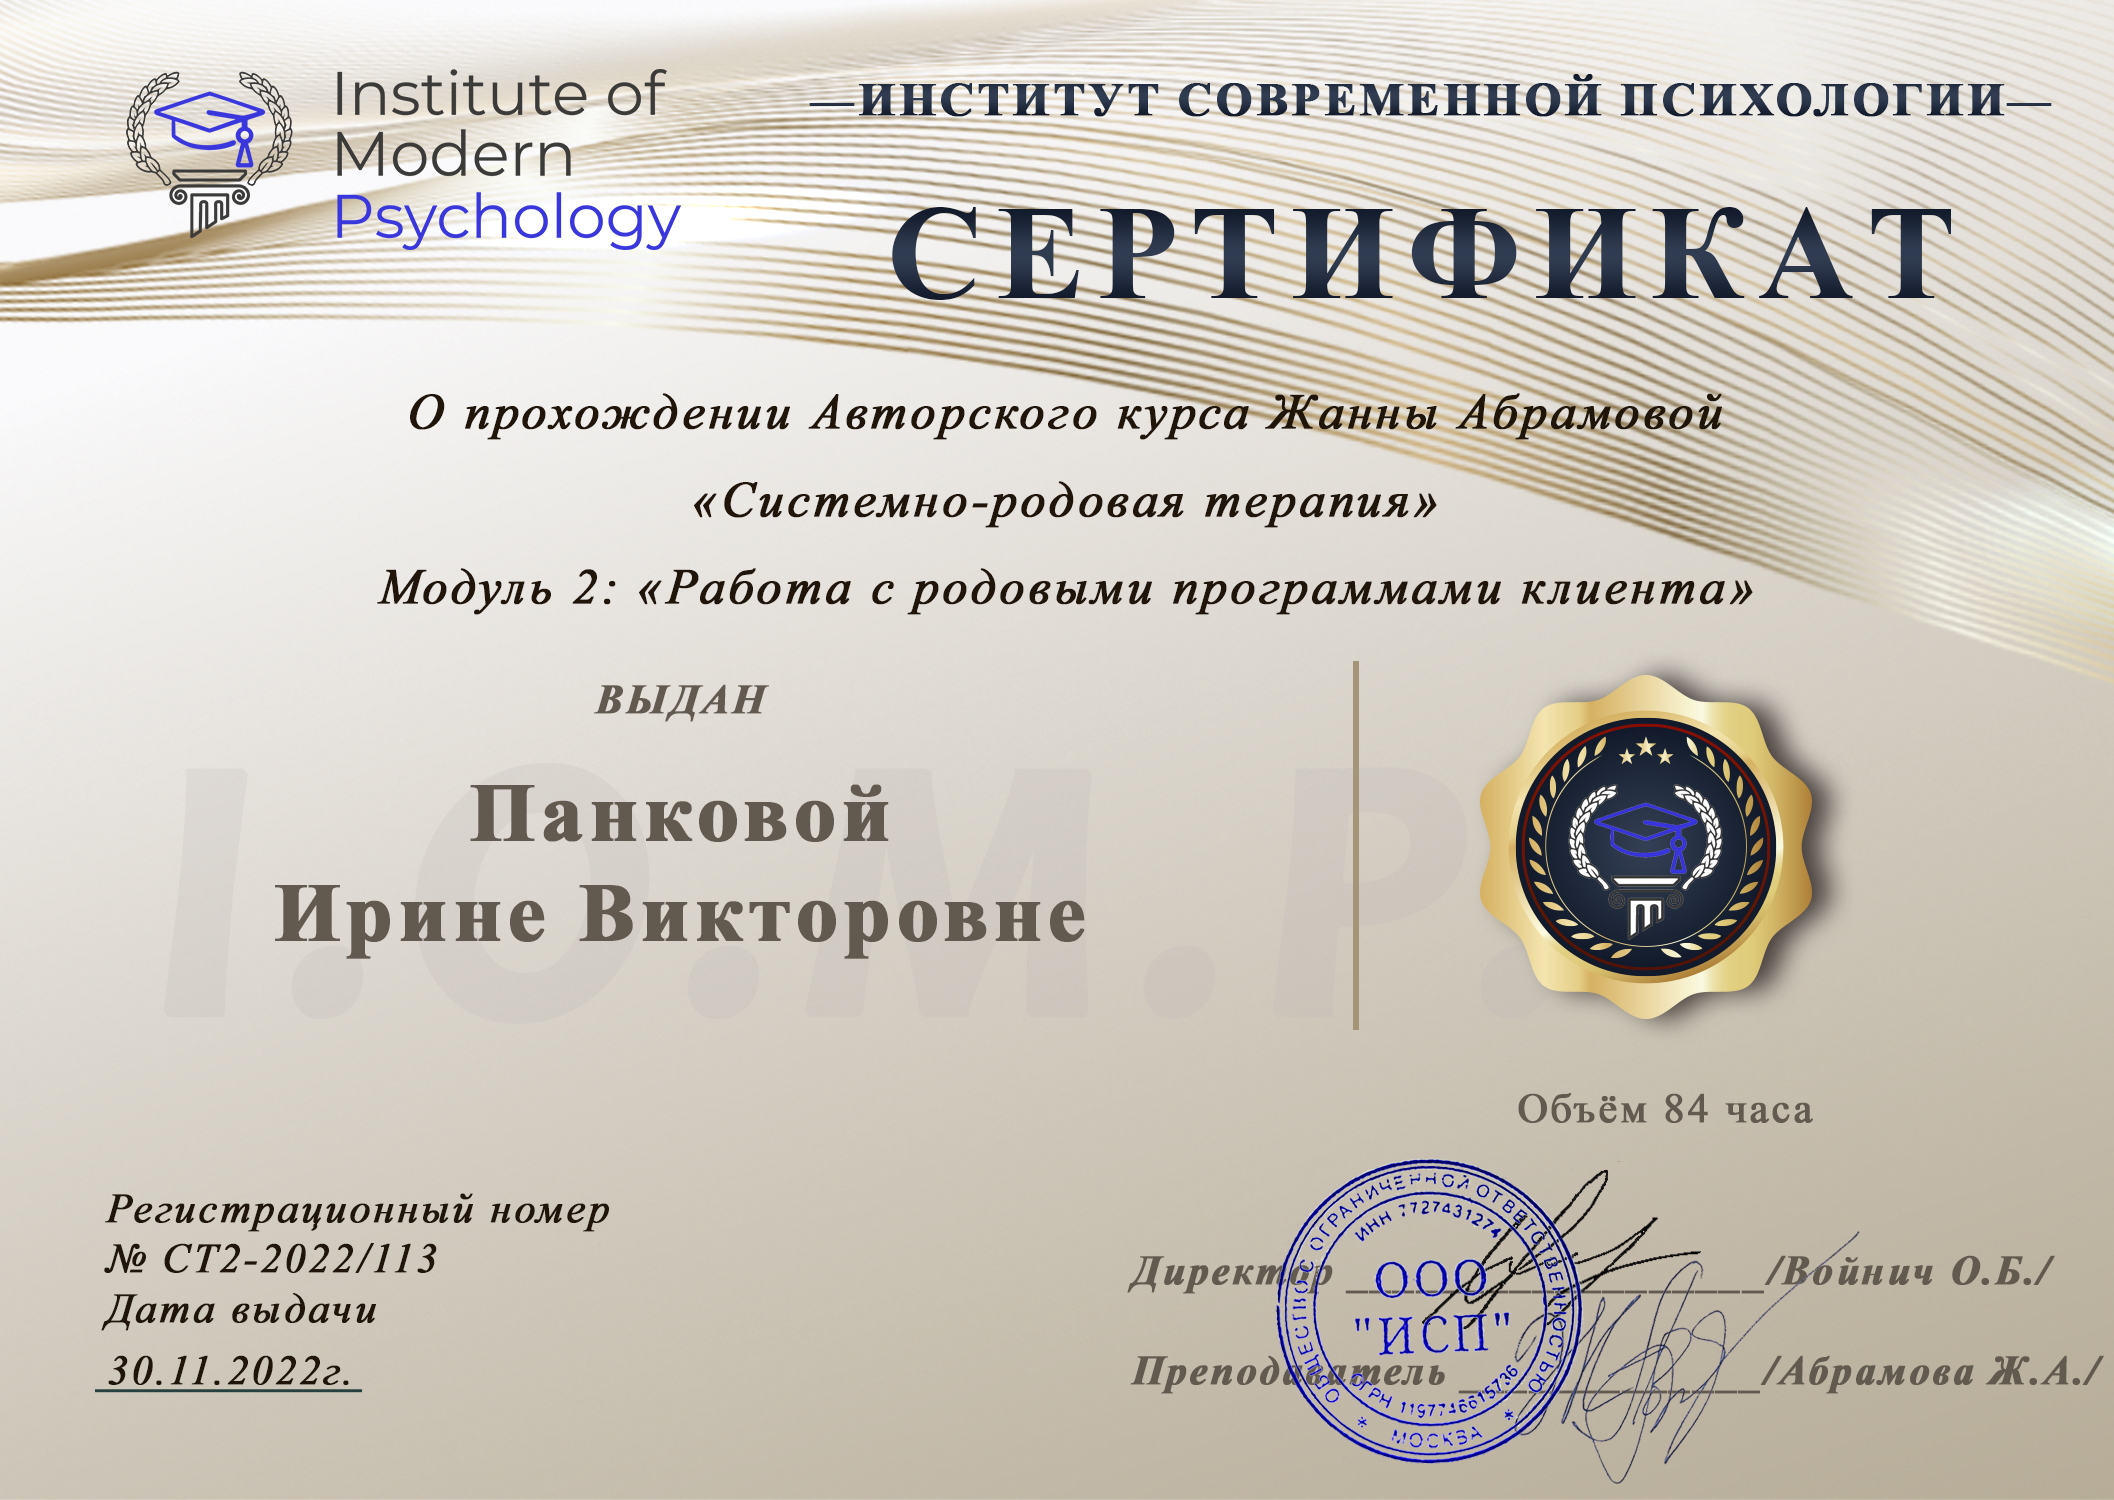 Institute of
Modern
Psychology
—ИНСТИТУТ СОВРЕМЕННОЙ ПСИХОЛОГИИ—
СЕРТИФИКАТ
О прохождении Авторского курса Жанны Абрамовой
«Системно-родовая терапия»
Модуль 2: «Работа с родовыми программами клиента»
ВЫДАН
Панковой
Ирине Викторовне
I.O.M.P.
Объём 84 часа
Регистрационный номер
№ СТ2-2022/113
Дата выдачи
30.11.2022г.
Директор /Войнич О.Б./
Преподаватель /Абрамова Ж.А./
ОБЩЕСТВО С ОГРАНИЧЕННОЙ ОТВЕТСТВЕННОСТЬЮ
ИНН 7727431274
ООО
"ИСП"
ОГРН 1197746615736
* МОСКВА *